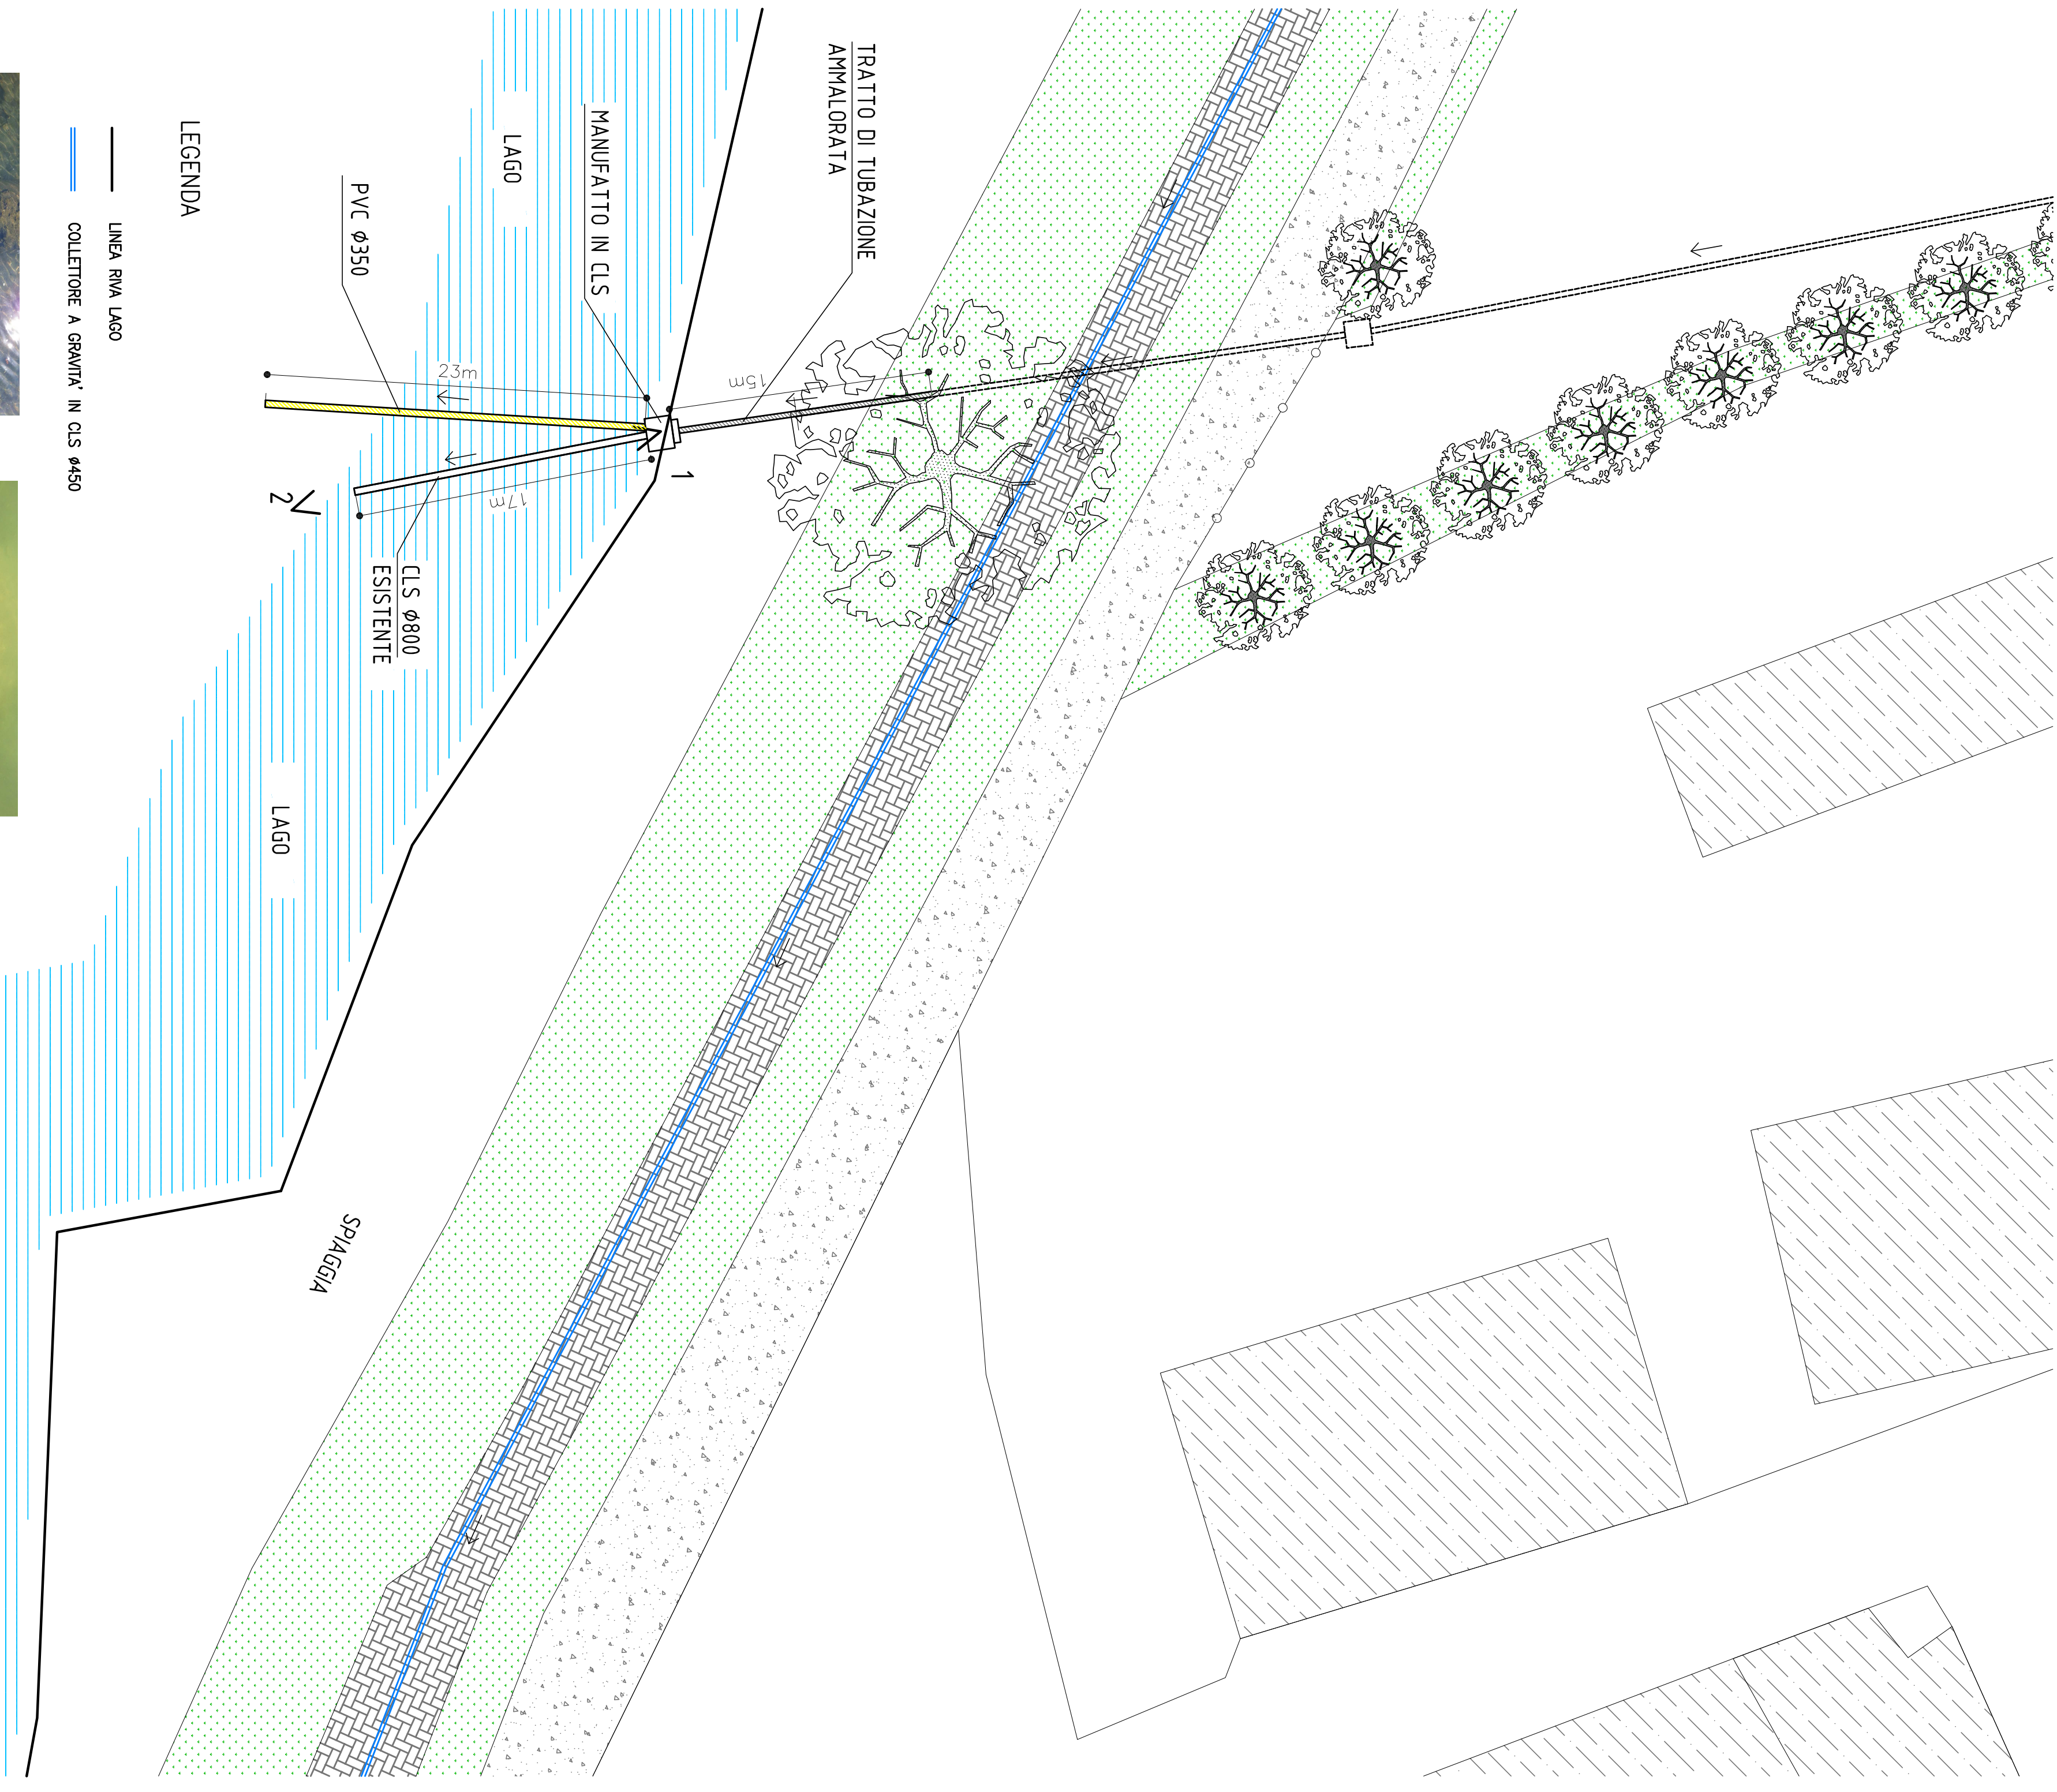 TRATTO DI TUBAZIONE
AMMALORATA
MANUFATTO IN CLS
LAGO
PVC Ø350
23m
15m
17m
1
2
CLS Ø800
ESISTENTE
LAGO
SPIAGGIA
LEGENDA
LINEA RIVA LAGO
COLLETTORE A GRAVITA' IN CLS Ø450